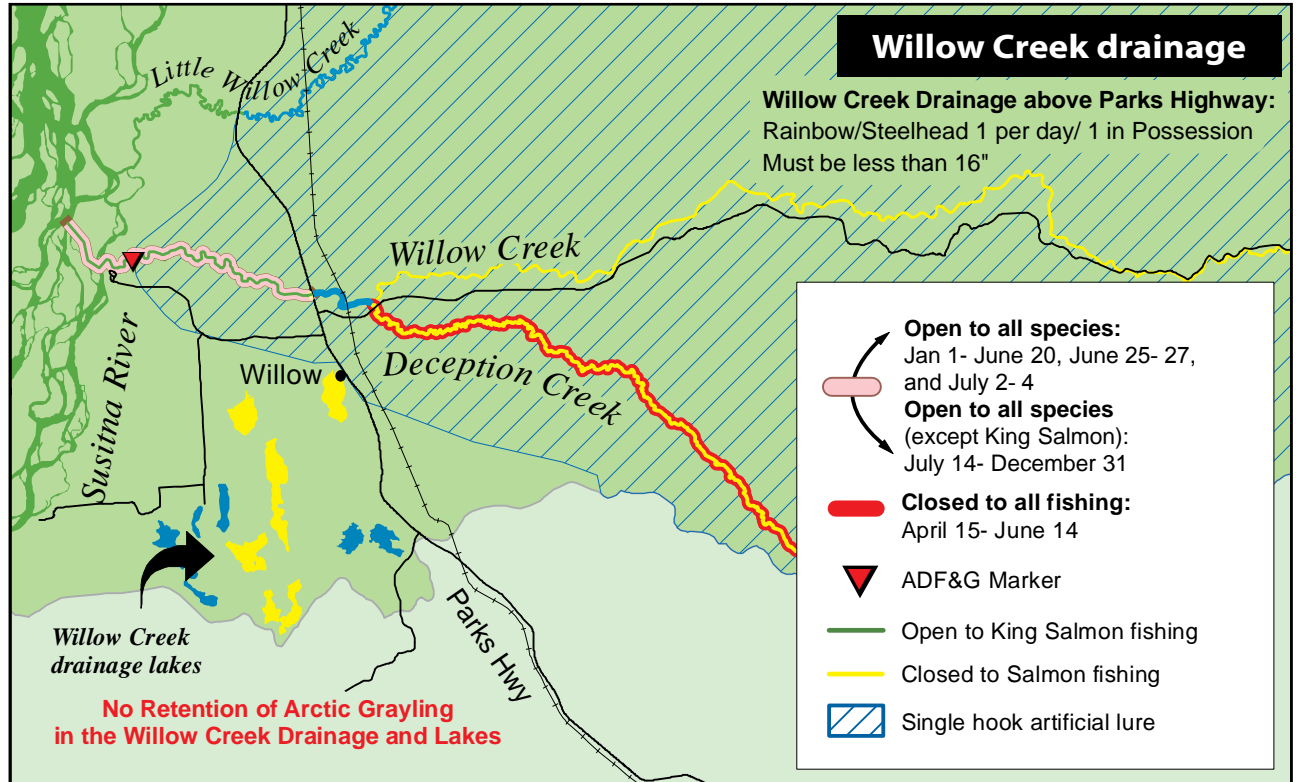 Willow Creek drainage
Willow Creek Drainage above Parks Highway:
Rainbow/Steelhead 1 per day/ 1 in Possession
Must be less than 16"
Little Willow Creek
Willow Creek
Deception Creek
Susitna River
Willow
Parks Hwy
Willow Creek
drainage lakes
No Retention of Arctic Grayling
in the Willow Creek Drainage and Lakes
Open to all species:
Jan 1- June 20, June 25- 27,
and July 2- 4
Open to all species
(except King Salmon):
July 14- December 31
Closed to all fishing:
April 15- June 14
ADF&G Marker
Open to King Salmon fishing
Closed to Salmon fishing
Single hook artificial lure